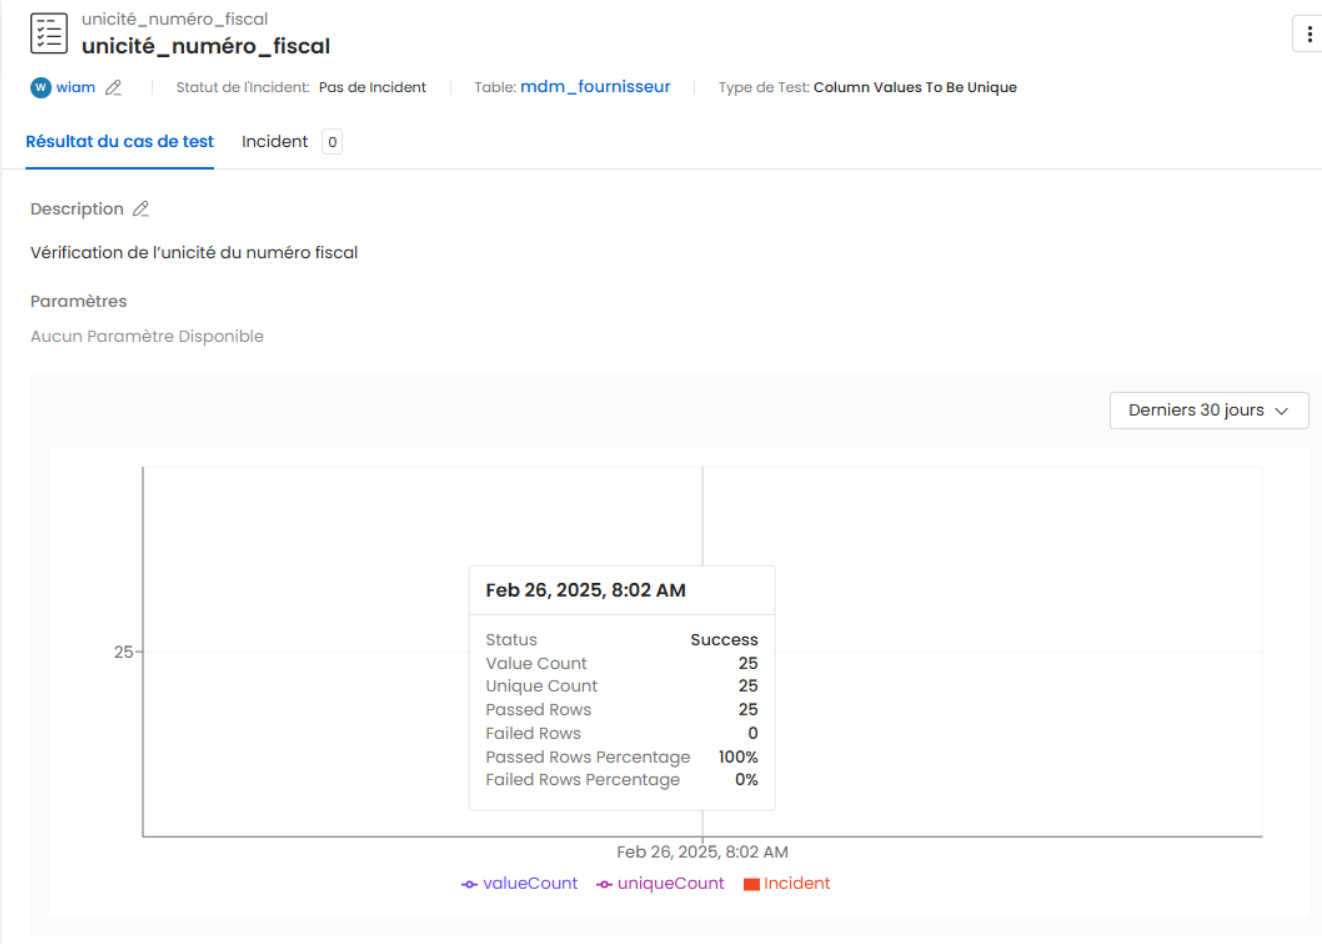 unicité_numéro_fiscal
unicité_numéro_fiscal
W wiam Statut de l'Incident: Pas de Incident Table: mdm_fournisseur Type de Test: Column Values To Be Unique
Résultat du cas de test Incident 0
Description
Vérification de l'unicité du numéro fiscal
Paramètres
Aucun Paramètre Disponible
Derniers 30 jours
Feb 26, 2025, 8:02 AM
Status Success
25
Value Count 25
Unique Count 25
Passed Rows 25
Failed Rows 0
Passed Rows Percentage 100%
Failed Rows Percentage 0%
Feb 26, 2025, 8:02 AM
valueCount uniqueCount Incident